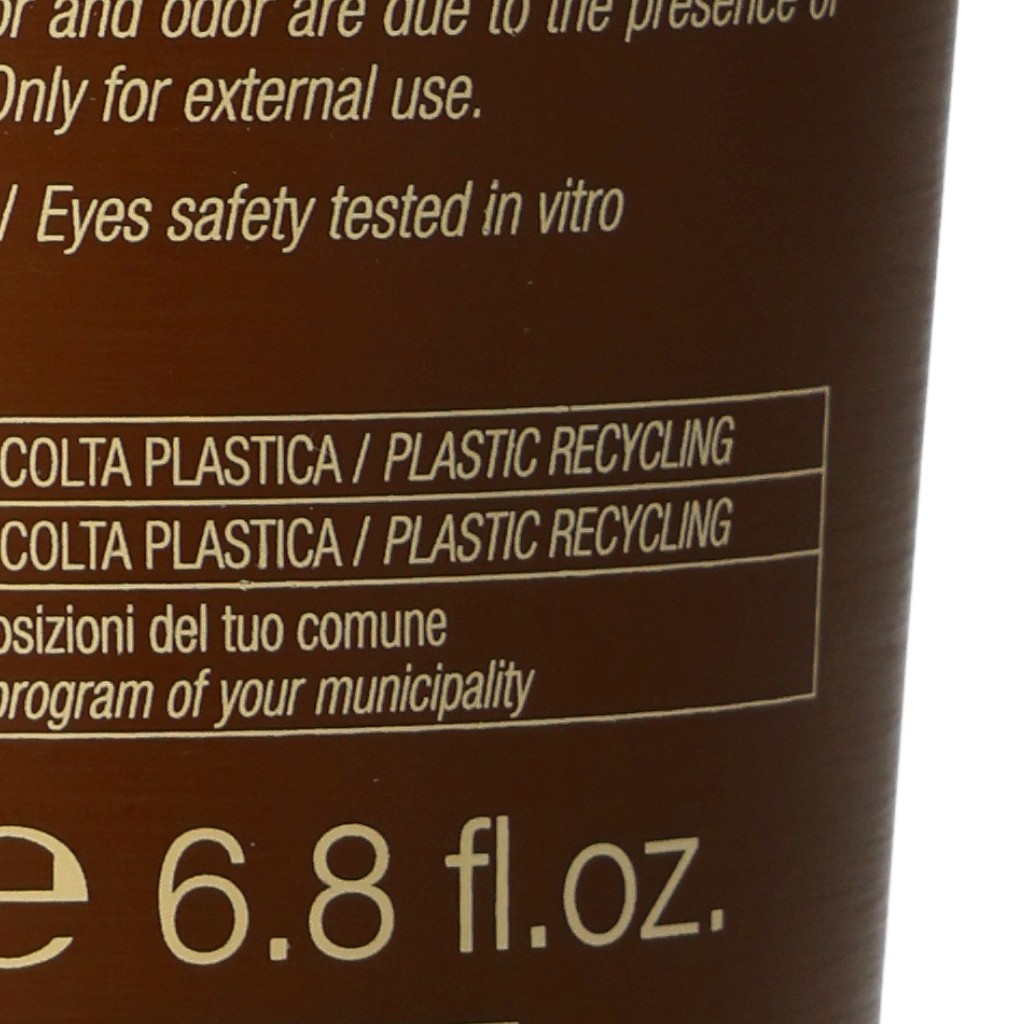 and odor are due to the presence of
Only for external use.
/ Eyes safety tested in vitro
COLTA PLASTICA / PLASTIC RECYCLING
COLTA PLASTICA / PLASTIC RECYCLING
osizioni del tuo comune
program of your municipality
e 6.8 fl.oz.